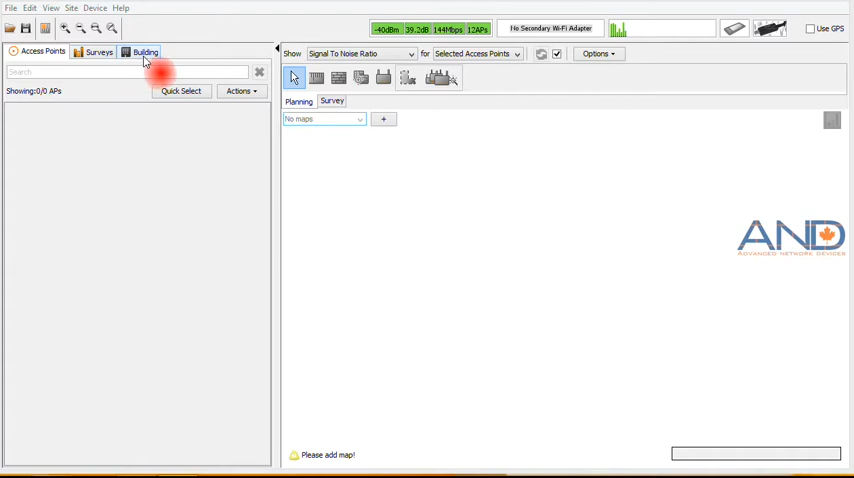 File Edit View Site Device Help
-40dBm 39.2dB 144Mbps 12APs
No Secondary Wi-Fi Adapter
Use GPS
Access Points Surveys Building
Show Signal To Noise Ratio for Selected Access Points Options
Search
Showing:0/0 APs Quick Select Actions
Planning Survey
No maps +
AND
ADVANCED NETWORK DEVICES
Please add map!